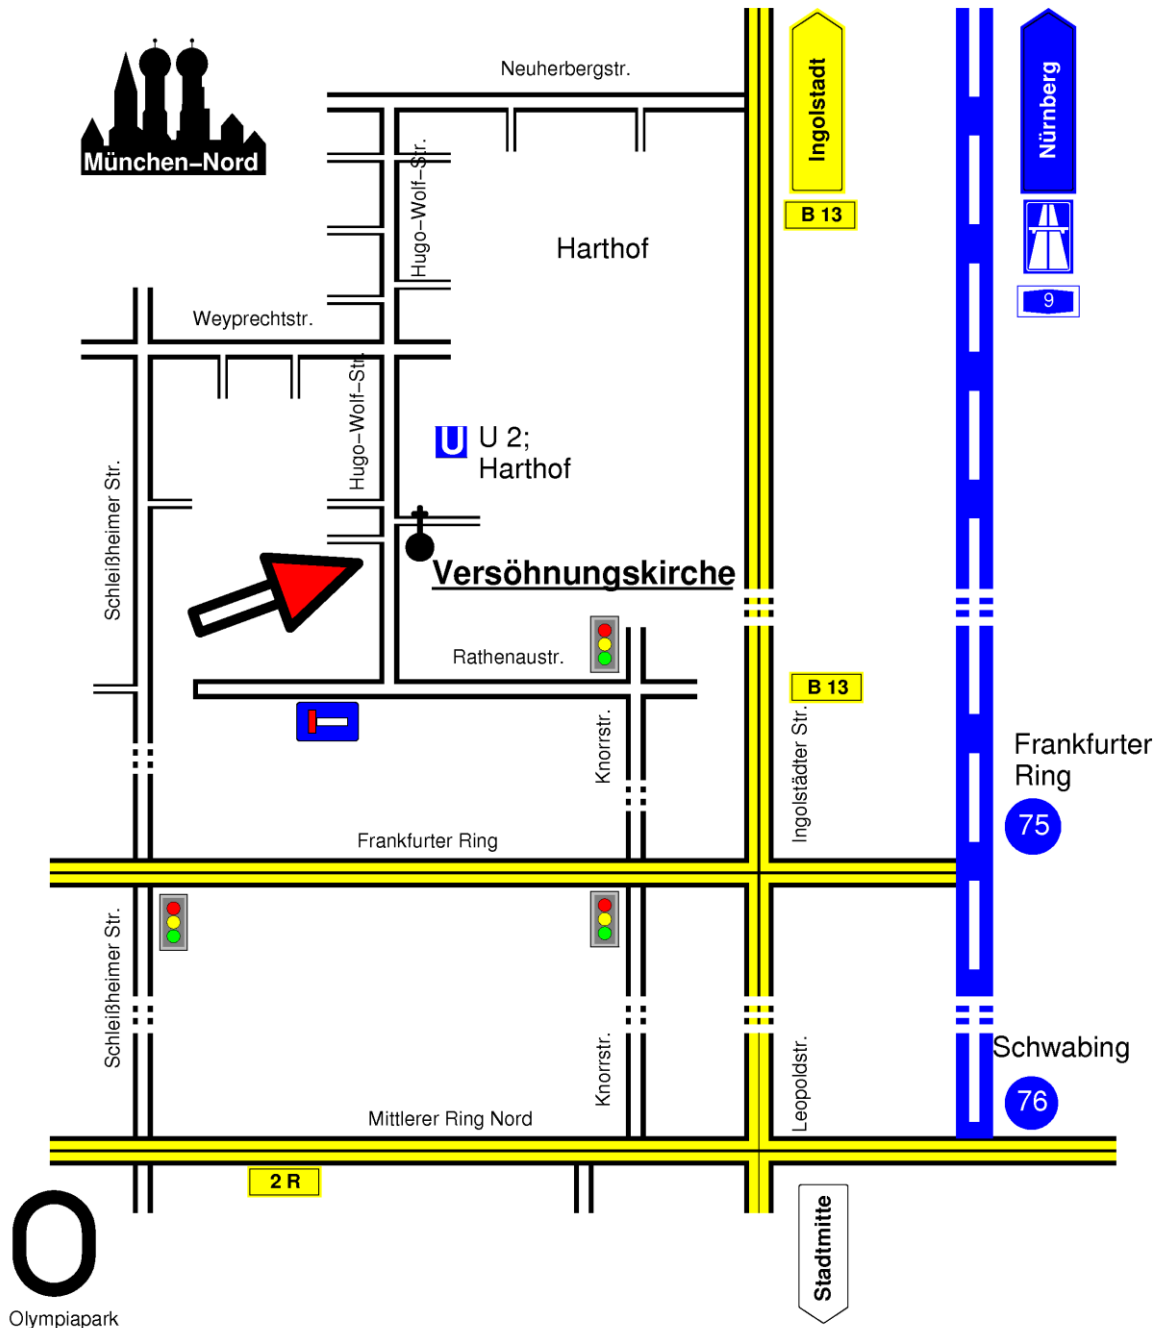 Neuherbergstr.
Ingolstadt
Nürnberg
München–Nord
Hugo–Wolf–Str.
B 13
Harthof
9
Weyprechtstr.
Hugo–Wolf–Str.
U
U 2;
Harthof
Schleißheimer Str.
Versöhnungskirche
Rathenaustr.
B 13
Knorrstr.
Ingolstädter Str.
Frankfurter
Ring
75
Frankfurter Ring
Schleißheimer Str.
Knorrstr.
Leopoldstr.
Schwabing
76
Mittlerer Ring Nord
2 R
Stadtmitte
Olympiapark